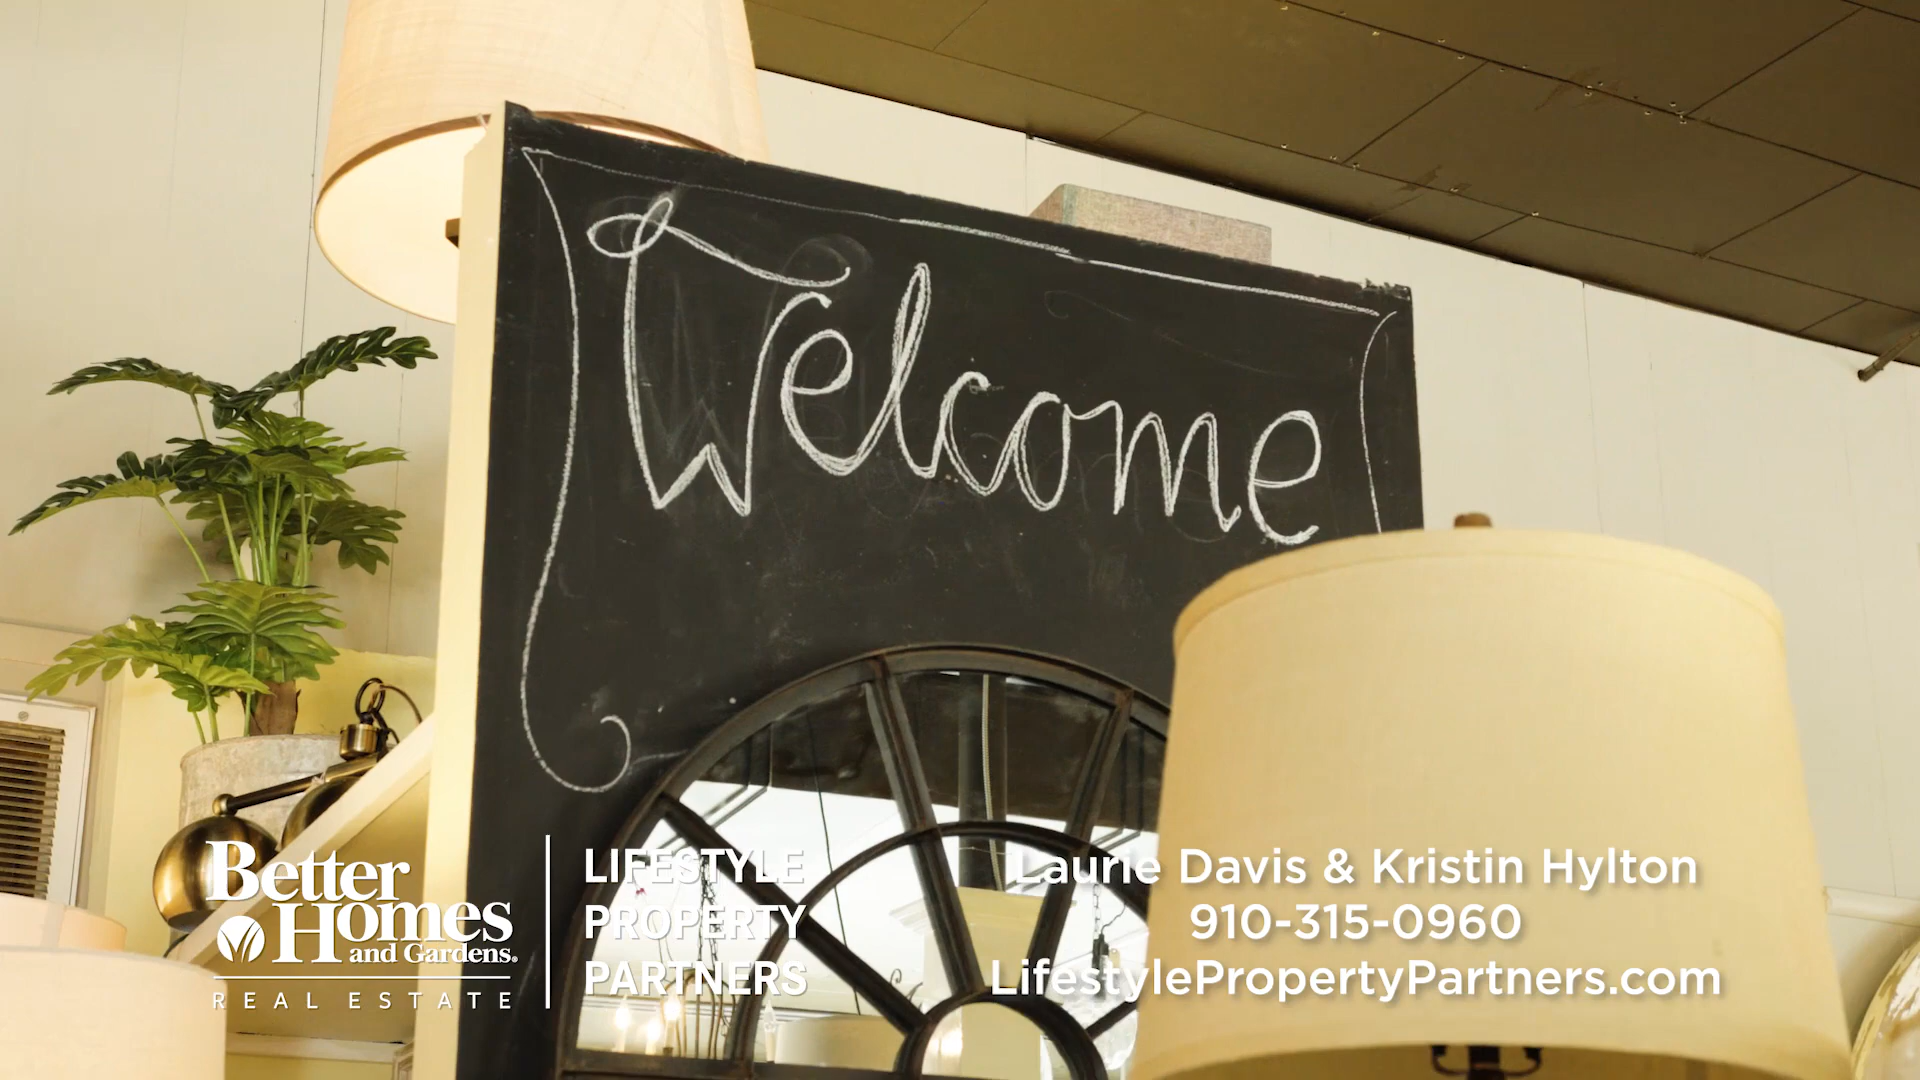 Welcome
Better
Homes
and Gardens®
REAL ESTATE
LIFESTYLE
PROPERTY
PARTNERS
Laurie Davis & Kristin Hylton
910-315-0960
LifestylePropertyPartners.com